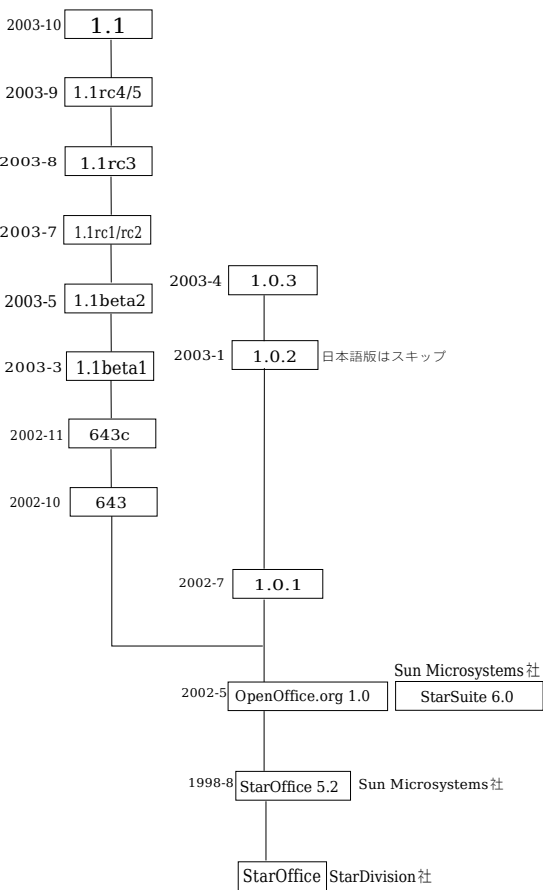 2003-10 1.1
2003-9 1.1rc4/5
2003-8 1.1rc3
2003-7 1.1rc1/rc2
2003-4 1.0.3
2003-5 1.1beta2
2003-1 1.0.2 日本語版はスキップ
2003-3 1.1beta1
2002-11 643c
2002-10 643
2002-7 1.0.1
Sun Microsystems社
2002-5 OpenOffice.org 1.0 StarSuite 6.0
1998-8 StarOffice 5.2 Sun Microsystems社
StarOffice StarDivision社